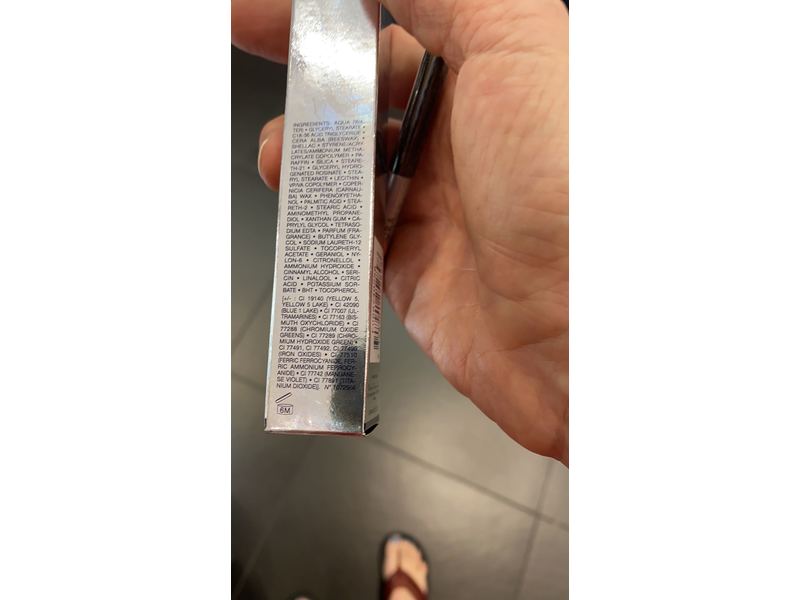 INGREDIENTS: AQUA (WA-
TER) • GLYCERYL STEARATE •
C18-36 ACID TRIGLYCERIDE •
CERA ALBA (BEESWAX) •
SHELLAC • STYRENE/ACRY-
LATES/AMMONIUM METHA-
CRYLATE COPOLYMER • PA-
RAFFIN • SILICA • STEARE-
TH-21 • GLYCERYL HYDRO-
GENATED ROSINATE • STEA-
RYL STEARATE • LECITHIN •
VP/VA COPOLYMER • COPER-
NICIA CERIFERA (CARNAU-
BA) WAX • PHENOXYETHA-
NOL • PALMITIC ACID • STEA-
RETH-2 • STEARIC ACID •
AMINOMETHYL PROPANE-
DIOL • XANTHAN GUM • CA-
PRYLYL GLYCOL • TETRASO-
DIUM EDTA • PARFUM (FRA-
GRANCE) • BUTYLENE GLY-
COL • SODIUM LAURETH-12
SULFATE • TOCOPHERYL
ACETATE • GERANIOL • NY-
LON-6 • CITRONELLOL •
AMMONIUM HYDROXIDE •
CINNAMYL ALCOHOL • SERI-
CIN • LINALOOL • CITRIC
ACID • POTASSIUM SOR-
BATE • BHT • TOCOPHEROL.
[+/- : CI 19140 (YELLOW 5,
YELLOW 5 LAKE) • CI 42090
(BLUE 1 LAKE) • CI 77007 (UL-
TRAMARINES) • CI 77163 (BIS-
MUTH OXYCHLORIDE) • CI
77288 (CHROMIUM OXIDE
GREENS) • CI 77289 (CHRO-
MIUM HYDROXIDE GREEN) •
CI 77491, CI 77492, CI 77499
(IRON OXIDES) • CI 77510
(FERRIC FERROCYANIDE, FER-
RIC AMMONIUM FERROCY-
ANIDE) • CI 77742 (MANGANE-
SE VIOLET) • CI 77891 (TITA-
NIUM DIOXIDE)]. N°
6M